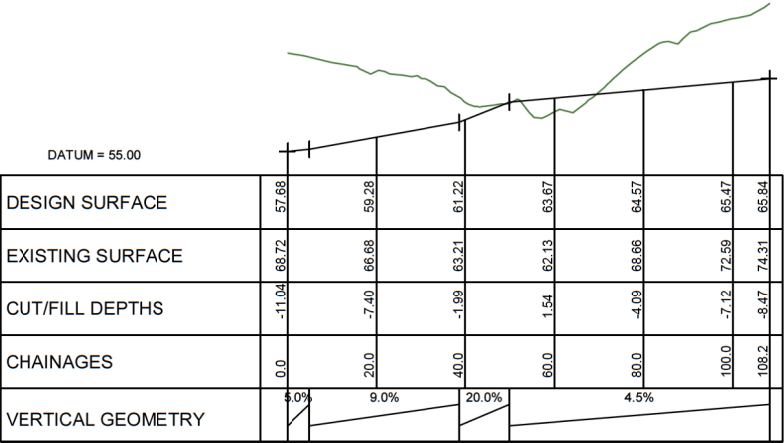 DATUM = 55.00
DESIGN SURFACE 57.68 59.28 61.22 63.67 64.57 65.47 65.84
EXISTING SURFACE 68.72 66.68 63.21 62.13 68.66 72.59 74.31
CUT/FILL DEPTHS -11.04 -7.40 -1.99 1.54 -4.09 -7.12 -8.47
CHAINAGES 0.0 20.0 40.0 60.0 80.0 100.0 108.2
5.0% 9.0% 20.0% 4.5%
VERTICAL GEOMETRY